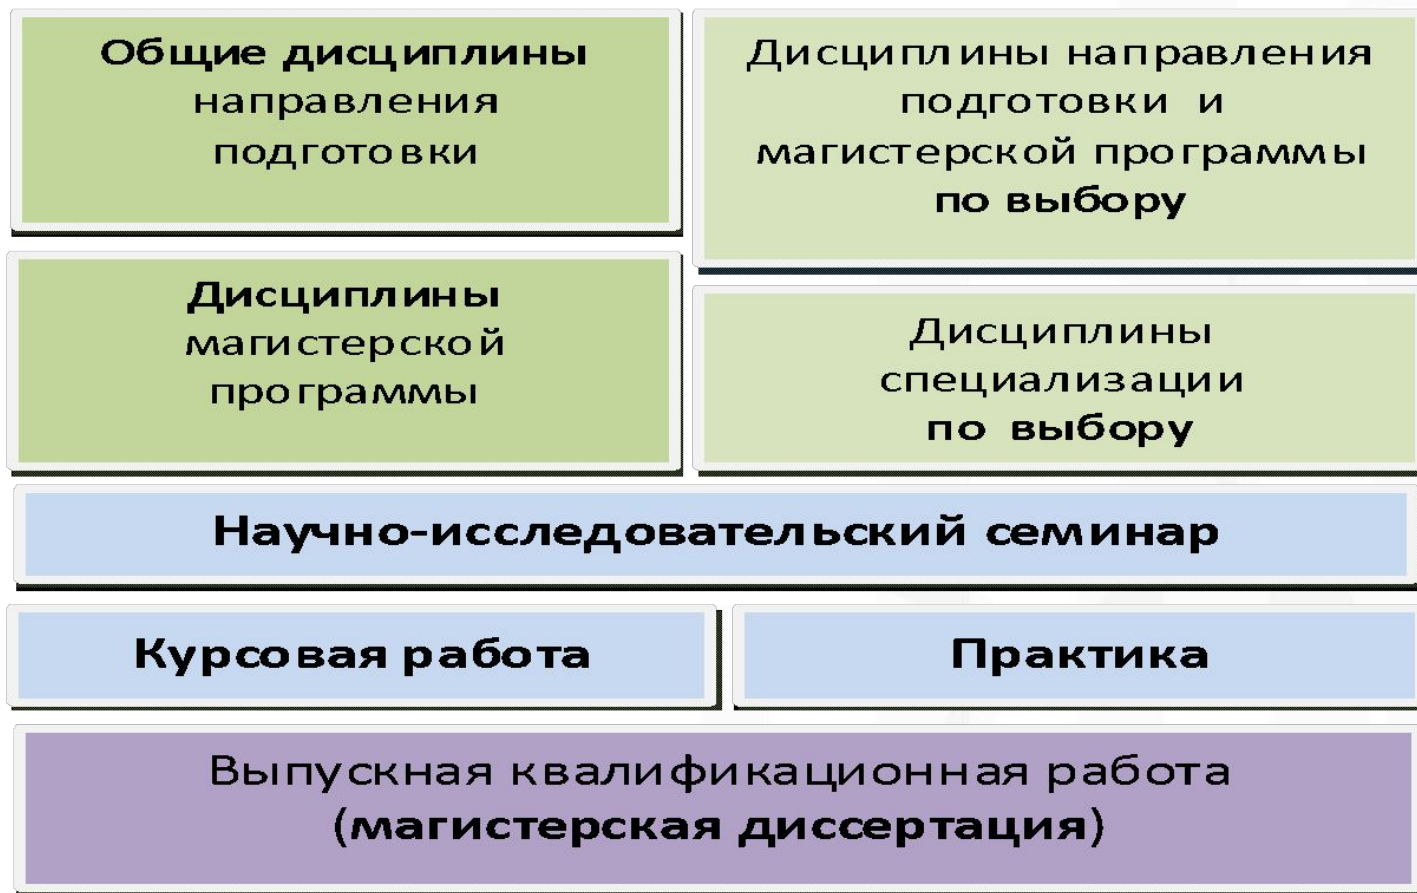 Общие дисциплины
направления
подготовки
Дисциплины направления
подготовки и
магистерской программы
по выбору
Дисциплины
магистерской
программы
Дисциплины
специализации
по выбору
Научно-исследовательский семинар
Курсовая работа
Практика
Выпускная квалификационная работа
(магистерская диссертация)